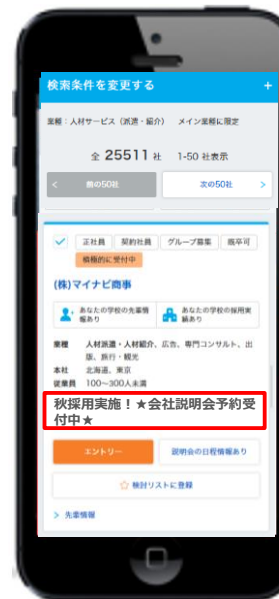 検索条件を変更する +
業種：人材サービス（派遣・紹介） メイン業種に限定
全 25511 社 1-50 社表示
< 前の50社 次の50社 >
正社員 契約社員 グループ募集 既卒可
積極的に受付中
(株)マイナビ商事
あなたの学校の先輩情報あり
あなたの学校の採用実績あり
業種 人材派遣・人材紹介、広告、専門コンサルト、出
版、旅行・観光
本社 北海道、東京
従業員 100～300人未満
秋採用実施！★会社説明会予約受
付中★
エントリー 説明会の日程情報あり
☆ 検討リストに登録
> 先輩情報